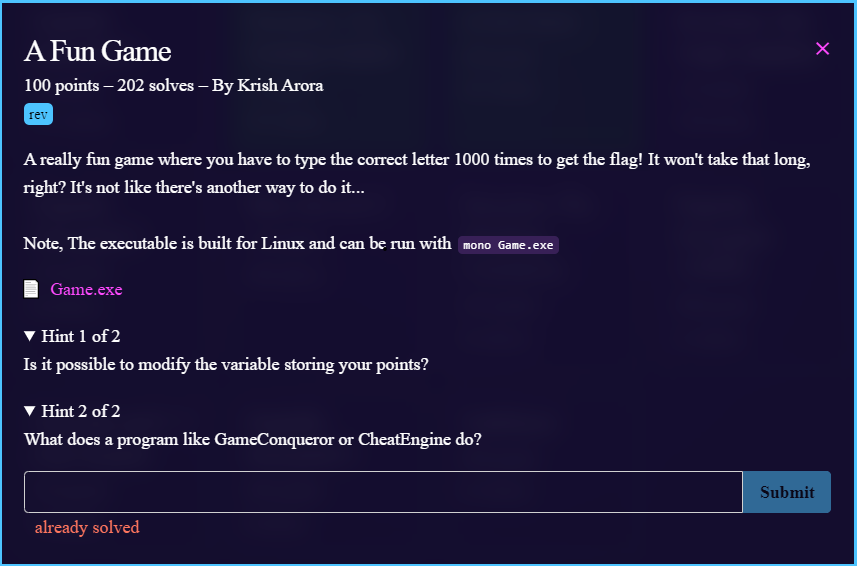 A Fun Game
100 points – 202 solves – By Krish Arora
rev
A really fun game where you have to type the correct letter 1000 times to get the flag! It won't take that long,
right? It's not like there's another way to do it...
Note, The executable is built for Linux and can be run with mono Game.exe
Game.exe
▼ Hint 1 of 2
Is it possible to modify the variable storing your points?
▼ Hint 2 of 2
What does a program like GameConqueror or CheatEngine do?
Submit
already solved